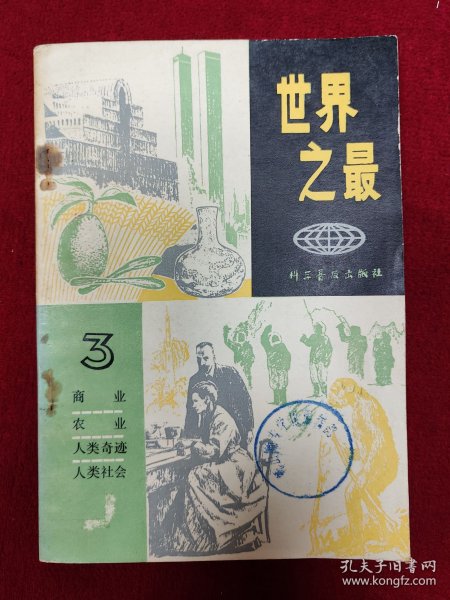 世界
之最
科学普及出版社
3
商业
农业
人类奇迹
人类社会
孔夫子旧书网
www.kongfz.com